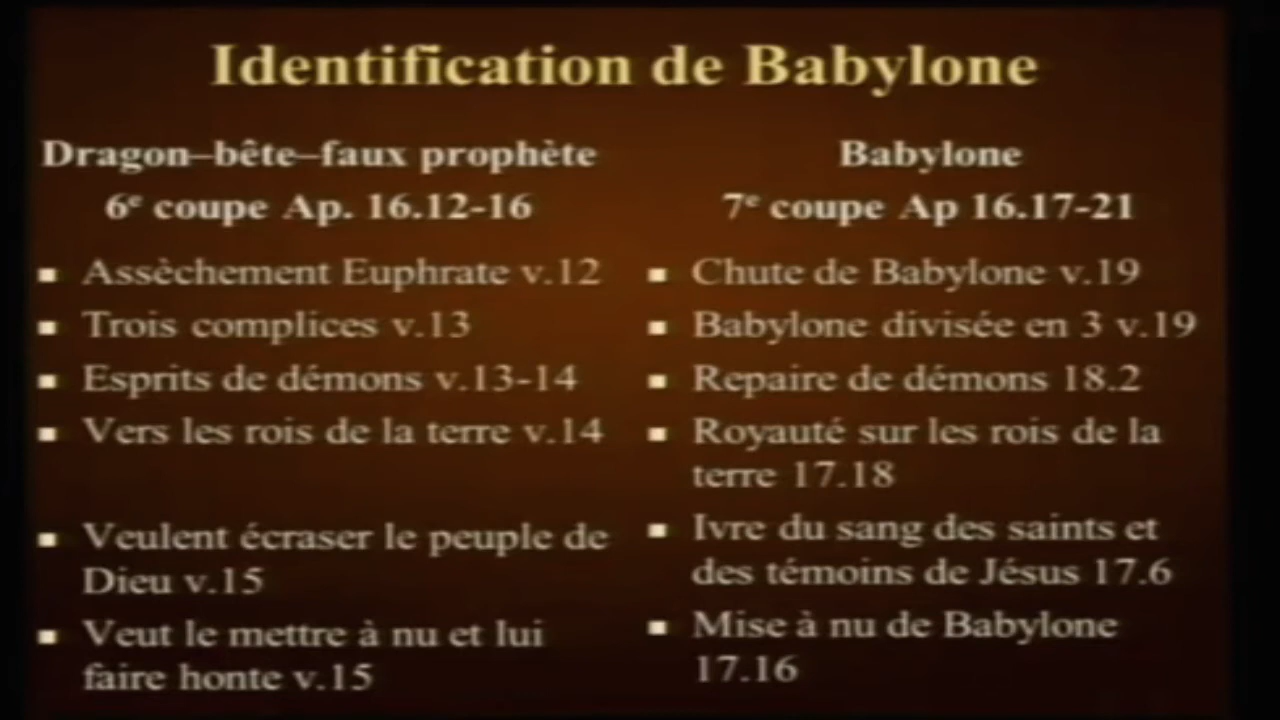 Identification de Babylone
Dragon–bête–faux prophète
6e coupe Ap. 16.12-16
▪ Assèchement Euphrate v.12
▪ Trois complices v.13
▪ Esprits de démons v.13-14
▪ Vers les rois de la terre v.14
▪ Veulent écraser le peuple de
Dieu v.15
▪ Veut le mettre à nu et lui
faire honte v.15
Babylone
7e coupe Ap 16.17-21
▪ Chute de Babylone v.19
▪ Babylone divisée en 3 v.19
▪ Repaire de démons 18.2
▪ Royauté sur les rois de la
terre 17.18
▪ Ivre du sang des saints et
des témoins de Jésus 17.6
▪ Mise à nu de Babylone
17.16